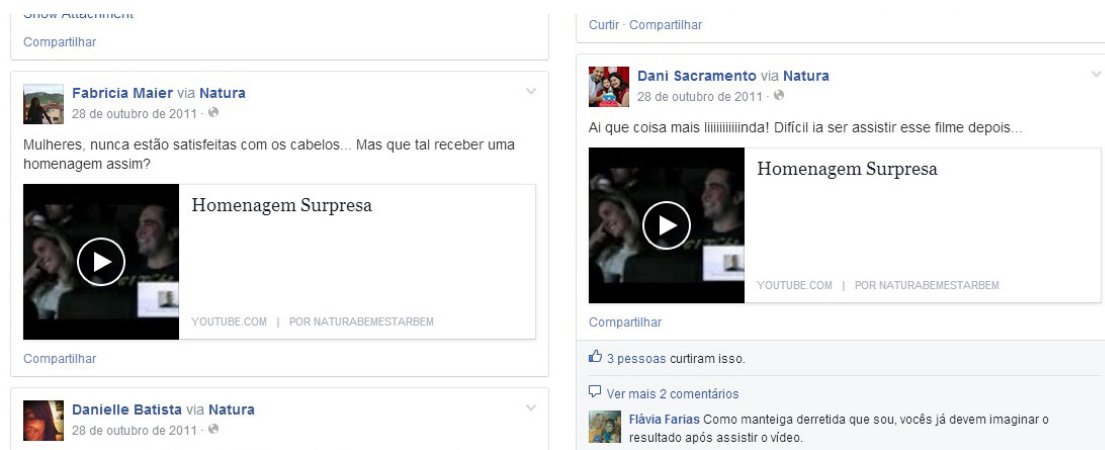 Show Attachment
Compartilhar
Fabricia Maier via Natura
28 de outubro de 2011 ·
Mulheres, nunca estão satisfeitas com os cabelos... Mas que tal receber uma
homenagem assim?
Homenagem Surpresa
YOUTUBE.COM | POR NATURABEMESTARBEM
Compartilhar
Danielle Batista via Natura
28 de outubro de 2011 ·
Curtir · Compartilhar
Dani Sacramento via Natura
28 de outubro de 2011 ·
Ai que coisa mais liiiiiiiiiiinda! Difícil ia ser assistir esse filme depois...
Homenagem Surpresa
YOUTUBE.COM | POR NATURABEMESTARBEM
Compartilhar
3 pessoas curtiram isso.
Ver mais 2 comentários
Flávia Farias Como manteiga derretida que sou, vocês já devem imaginar o
resultado após assistir o vídeo.